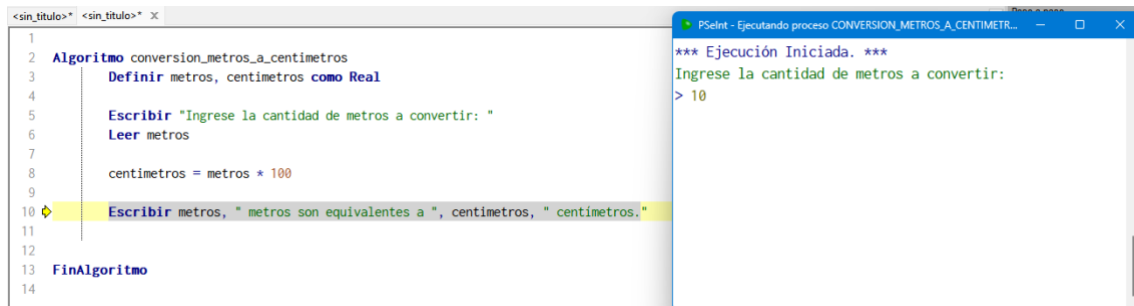 <sin_titulo>* <sin_titulo>* X
PSeInt - Ejecutando proceso CONVERSION_METROS_A_CENTIMETR...
1
2 Algoritmo conversion_metros_a_centimetros
3 Definir metros, centimetros como Real
4
5 Escribir "Ingrese la cantidad de metros a convertir: "
6 Leer metros
7
8 centimetros = metros * 100
9
10 Escribir metros, " metros son equivalentes a ", centimetros, " centímetros."
11
12
13 FinAlgoritmo
14
*** Ejecución Iniciada. ***
Ingrese la cantidad de metros a convertir:
> 10